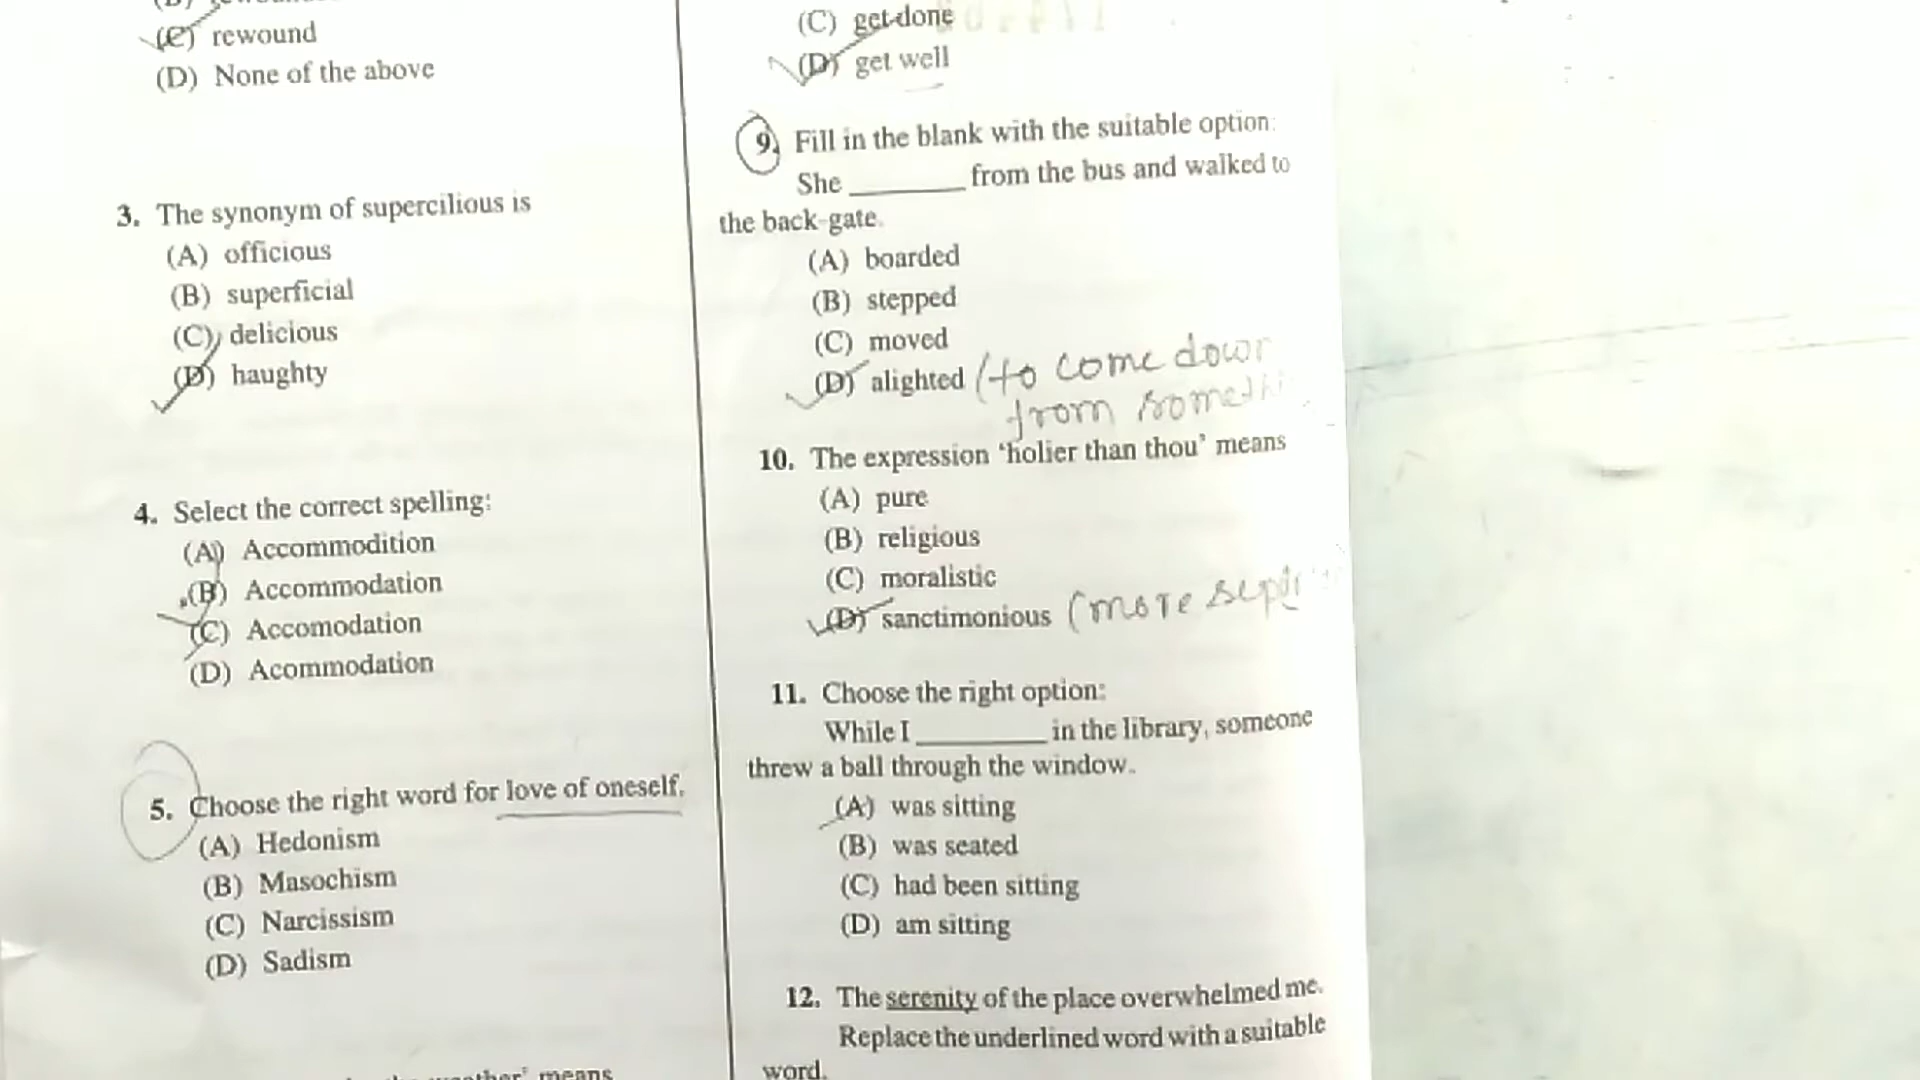 (C) rewound
(D) None of the above
3. The synonym of supercilious is
(A) officious
(B) superficial
(C) delicious
(D) haughty
4. Select the correct spelling:
(A) Accommodition
(B) Accommodation
(C) Accomodation
(D) Acommodation
5. Choose the right word for love of oneself.
(A) Hedonism
(B) Masochism
(C) Narcissism
(D) Sadism
means
(C) get done
(D) get well
9. Fill in the blank with the suitable option:
She ________ from the bus and walked to
the back-gate.
(A) boarded
(B) stepped
(C) moved
(D) alighted (to come down
from
10. The expression ‘holier than thou’ means
(A) pure
(B) religious
(C) moralistic
(D) sanctimonious (more
11. Choose the right option:
While I _________ in the library, someone
threw a ball through the window.
(A) was sitting
(B) was seated
(C) had been sitting
(D) am sitting
12. The serenity of the place overwhelmed me.
Replace the underlined word with a suitable
word.